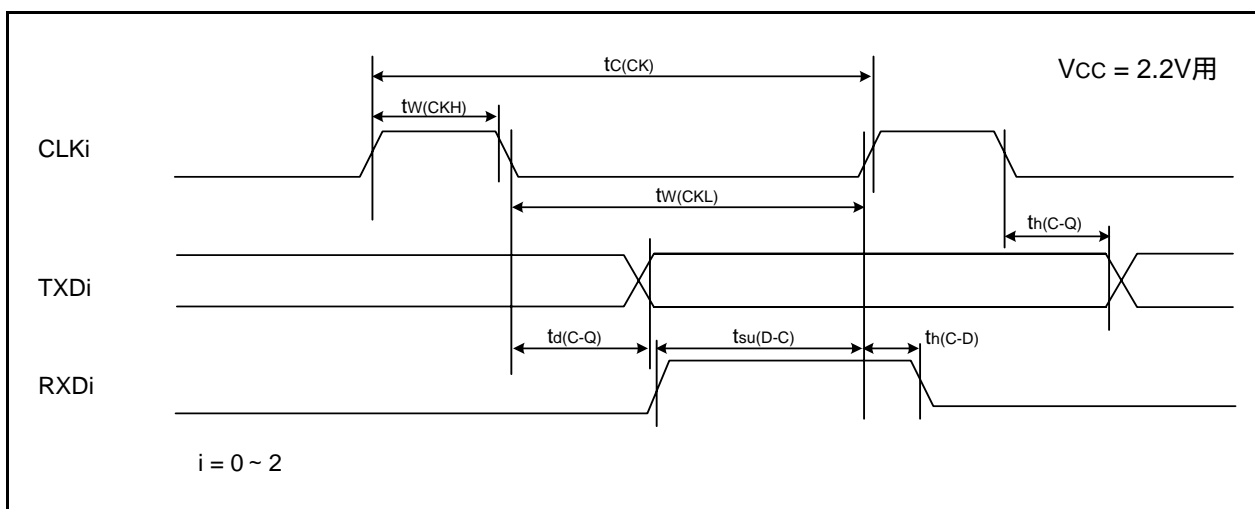 tC(CK)
VCC = 2.2V用
tW(CKH)
CLKi
tW(CKL)
th(C-Q)
TXDi
td(C-Q)
tsu(D-C)
th(C-D)
RXDi
i = 0 ~ 2